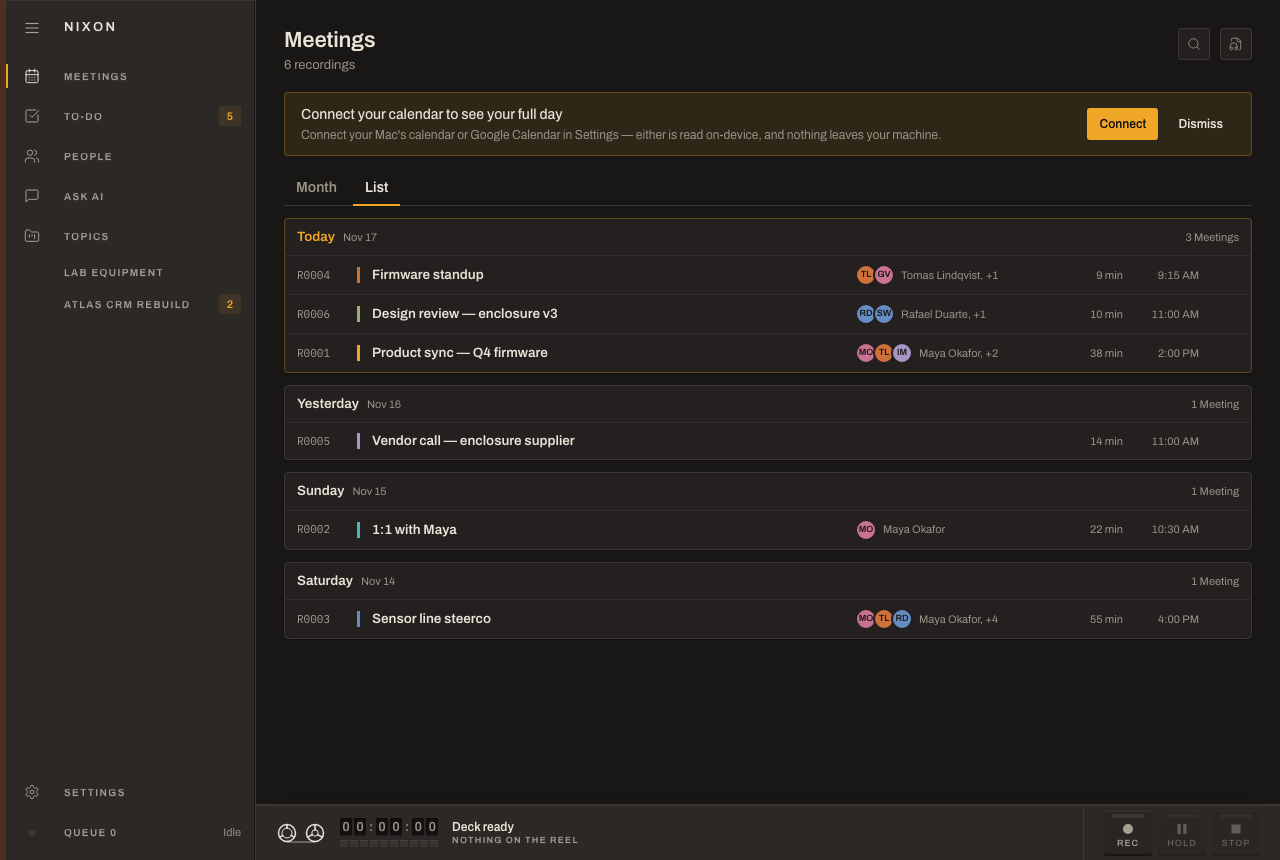 NIXON
MEETINGS
TO-DO 5
PEOPLE
ASK AI
TOPICS
LAB EQUIPMENT
ATLAS CRM REBUILD 2
SETTINGS
QUEUE 0 Idle
Meetings
6 recordings
Connect your calendar to see your full day
Connect your Mac's calendar or Google Calendar in Settings — either is read on-device, and nothing leaves your machine.
Connect Dismiss
Month List
Today Nov 17 3 Meetings
R0004 Firmware standup TL GV Tomas Lindqvist, +1 9 min 9:15 AM
R0006 Design review — enclosure v3 RD SW Rafael Duarte, +1 10 min 11:00 AM
R0001 Product sync — Q4 firmware MO TL IM Maya Okafor, +2 38 min 2:00 PM
Yesterday Nov 16 1 Meeting
R0005 Vendor call — enclosure supplier 14 min 11:00 AM
Sunday Nov 15 1 Meeting
R0002 1:1 with Maya MO Maya Okafor 22 min 10:30 AM
Saturday Nov 14 1 Meeting
R0003 Sensor line steerco MO TL RD Maya Okafor, +4 55 min 4:00 PM
00:00:00 Deck ready
NOTHING ON THE REEL
REC HOLD STOP